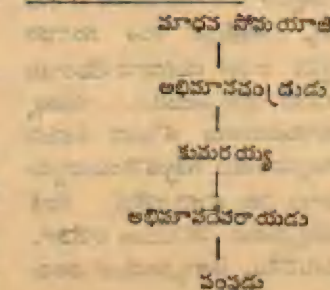 మాధవ సోమయాజి
అభిమానచంద్రుడు
కుమరయ్య
అభిమానదేవరాయడు
పంపడు